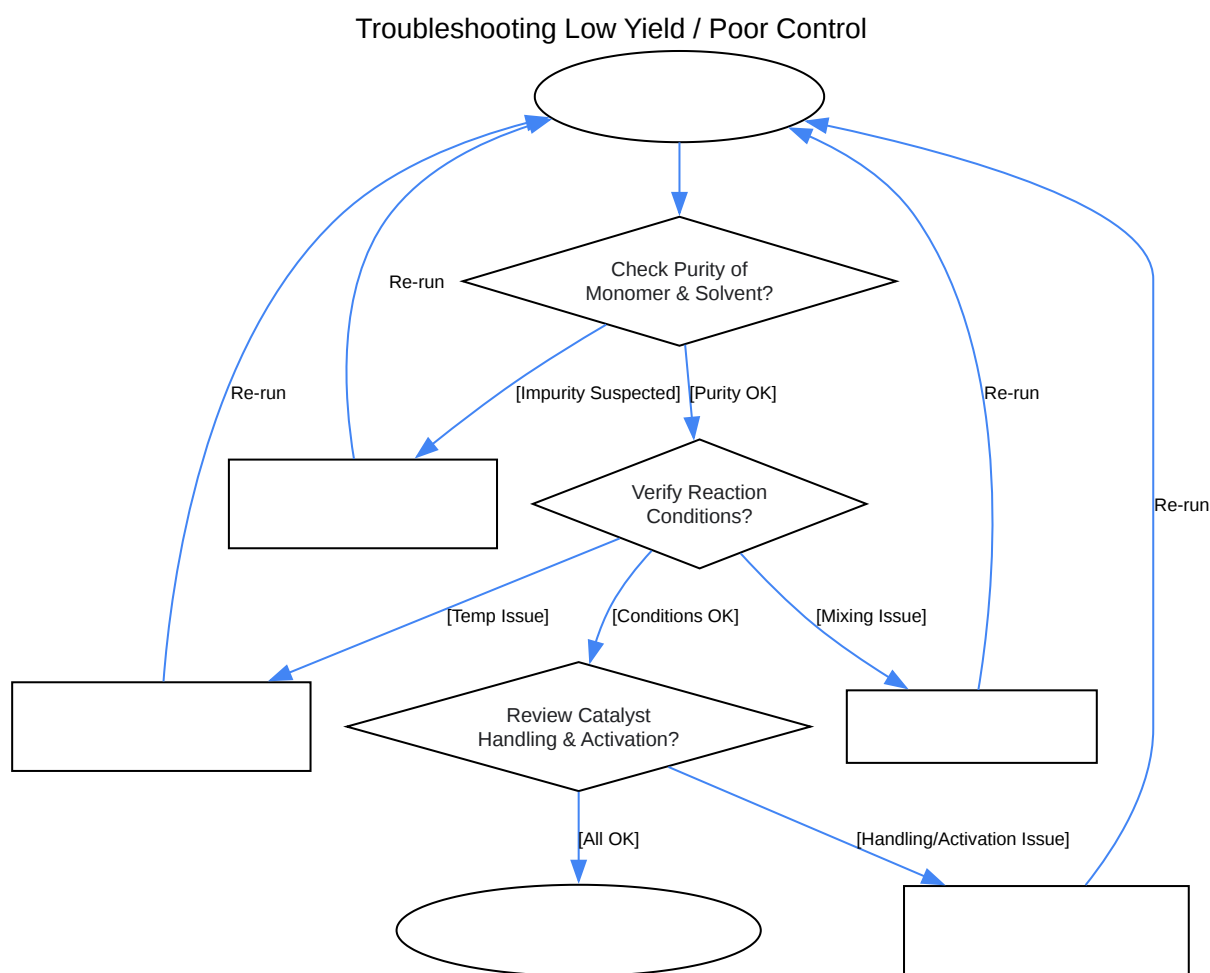 Troubleshooting Low Yield / Poor Control
Check Purity of
Monomer & Solvent?
Re-run
Re-run
[Impurity Suspected]
[Purity OK]
Re-run
Verify Reaction
Conditions?
Re-run
[Temp Issue]
[Conditions OK]
[Mixing Issue]
Review Catalyst
Handling & Activation?
[All OK]
[Handling/Activation Issue]